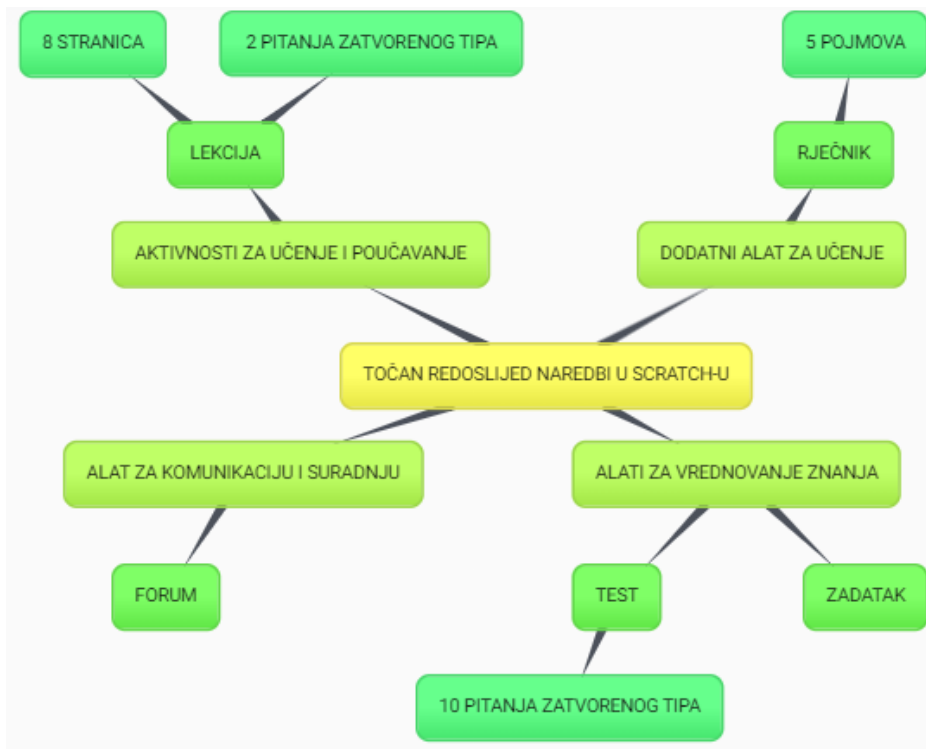 8 STRANICA
2 PITANJA ZATVORENOG TIPA
5 POJMOVA
LEKCIJA
RJEČNIK
AKTIVNOSTI ZA UČENJE I POUČAVANJE
DODATNI ALAT ZA UČENJE
TOČAN REDOSLIJED NAREDBI U SCRATCH-U
ALAT ZA KOMUNIKACIJU I SURADNJU
ALATI ZA VREDNOVANJE ZNANJA
FORUM
TEST
ZADATAK
10 PITANJA ZATVORENOG TIPA